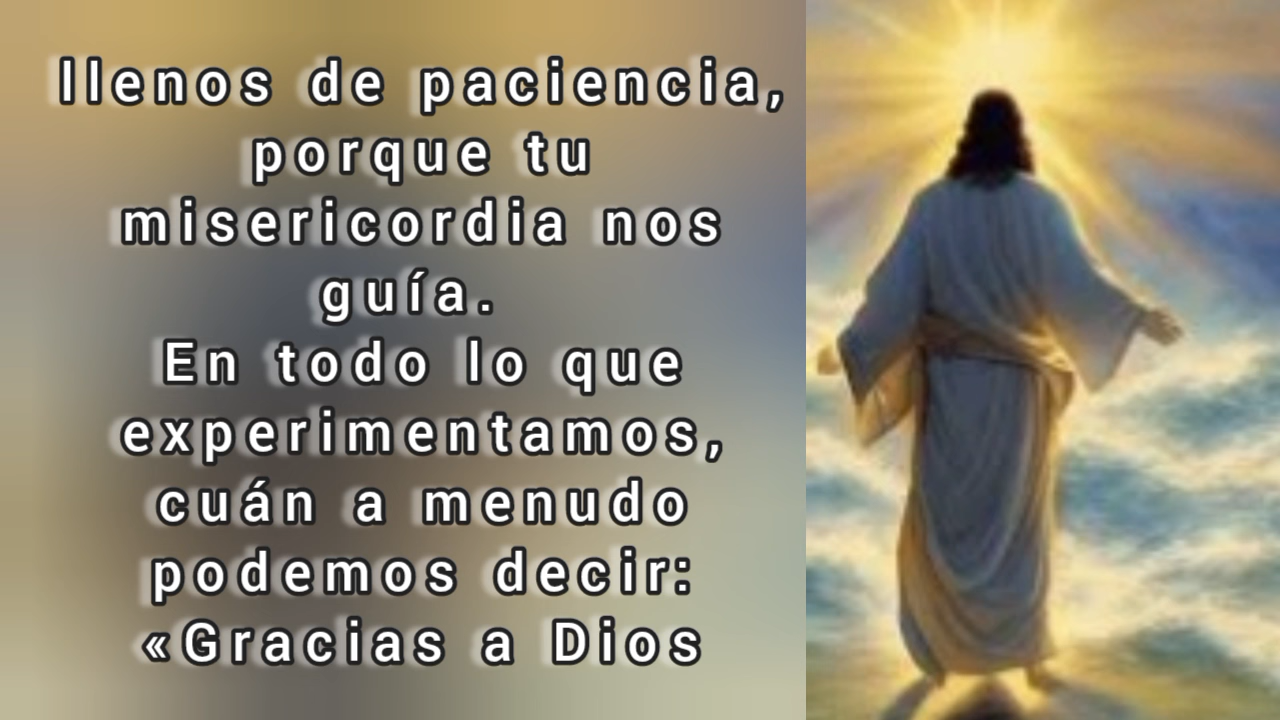 llenos de paciencia,
porque tu
misericordia nos
guía.
En todo lo que
experimentamos,
cuán a menudo
podemos decir:
«Gracias a Dios